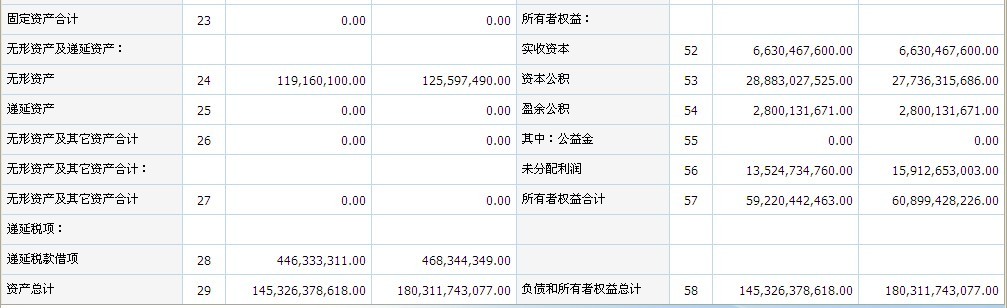 固定资产合计 23 0.00 0.00 所有者权益：
无形资产及递延资产： 实收资本 52 6,630,467,600.00 6,630,467,600.00
无形资产 24 119,160,100.00 125,597,490.00 资本公积 53 28,883,027,525.00 27,736,315,686.00
递延资产 25 0.00 0.00 盈余公积 54 2,800,131,671.00 2,800,131,671.00
无形资产及其它资产合计 26 0.00 0.00 其中：公益金 55 0.00 0.00
无形资产及其它资产合计： 未分配利润 56 13,524,734,760.00 15,912,653,003.00
无形资产及其它资产合计 27 0.00 0.00 所有者权益合计 57 59,220,442,463.00 60,899,428,226.00
递延税项：
递延税款借项 28 446,333,311.00 468,344,349.00
资产总计 29 145,326,378,618.00 180,311,743,077.00 负债和所有者权益总计 58 145,326,378,618.00 180,311,743,077.00